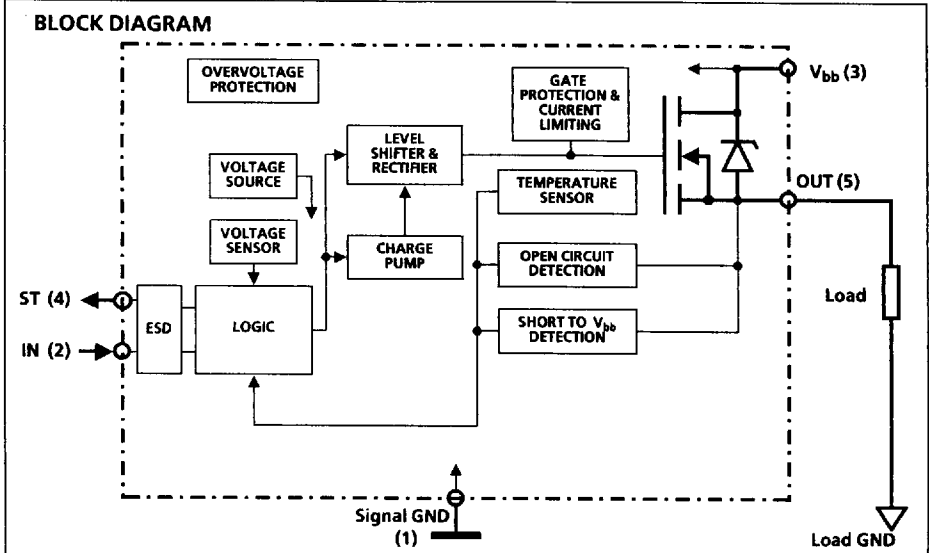 BLOCK DIAGRAM
OVERVOLTAGE
PROTECTION
GATE
PROTECTION &
CURRENT
LIMITING
Vbb (3)
LEVEL
SHIFTER &
RECTIFIER
VOLTAGE
SOURCE
TEMPERATURE
SENSOR
OUT (5)
VOLTAGE
SENSOR
CHARGE
PUMP
OPEN CIRCUIT
DETECTION
ST (4)
ESD
LOGIC
SHORT TO Vbb
DETECTION
Load
IN (2)
Signal GND
(1)
Load GND